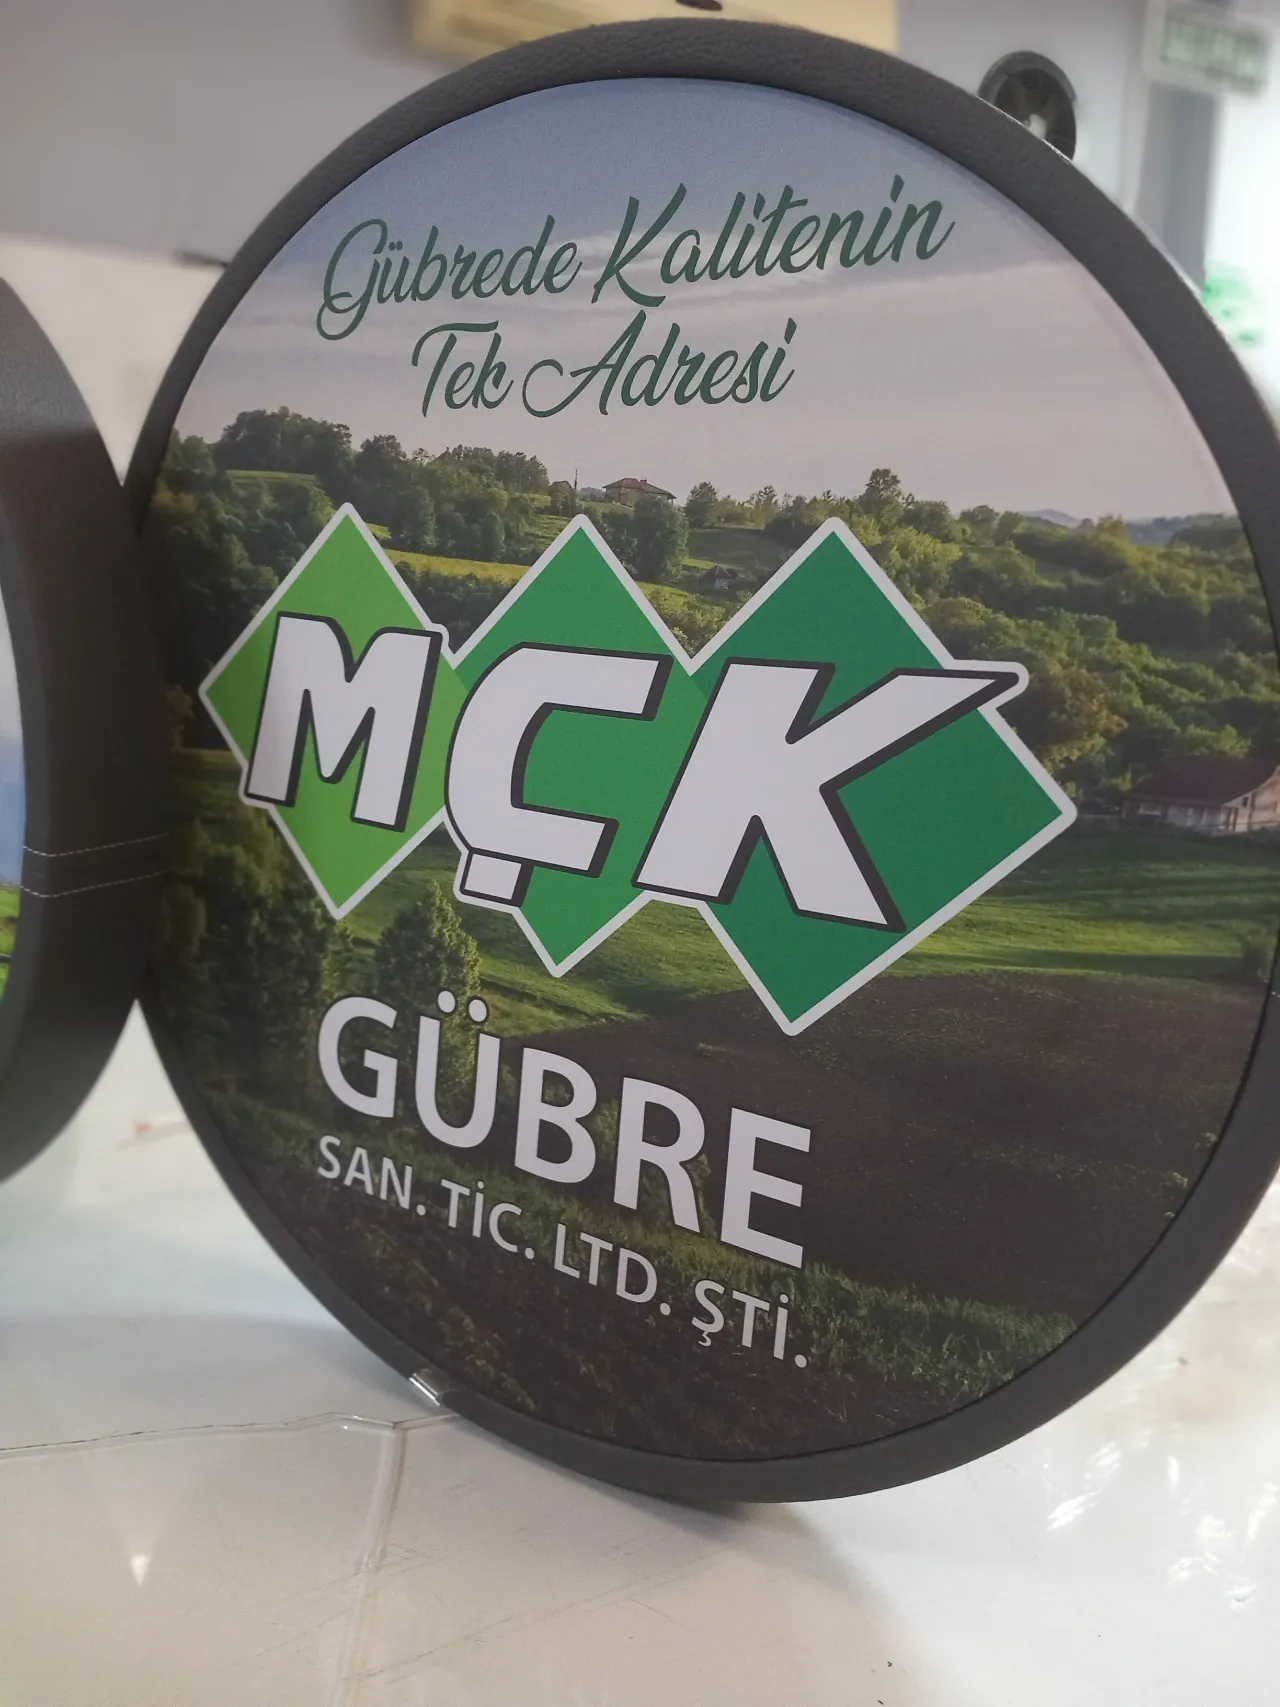 Gübrede Kalitenin
Tek Adresi
MÇK
GÜBRE
SAN. TİC. LTD. ŞTİ.